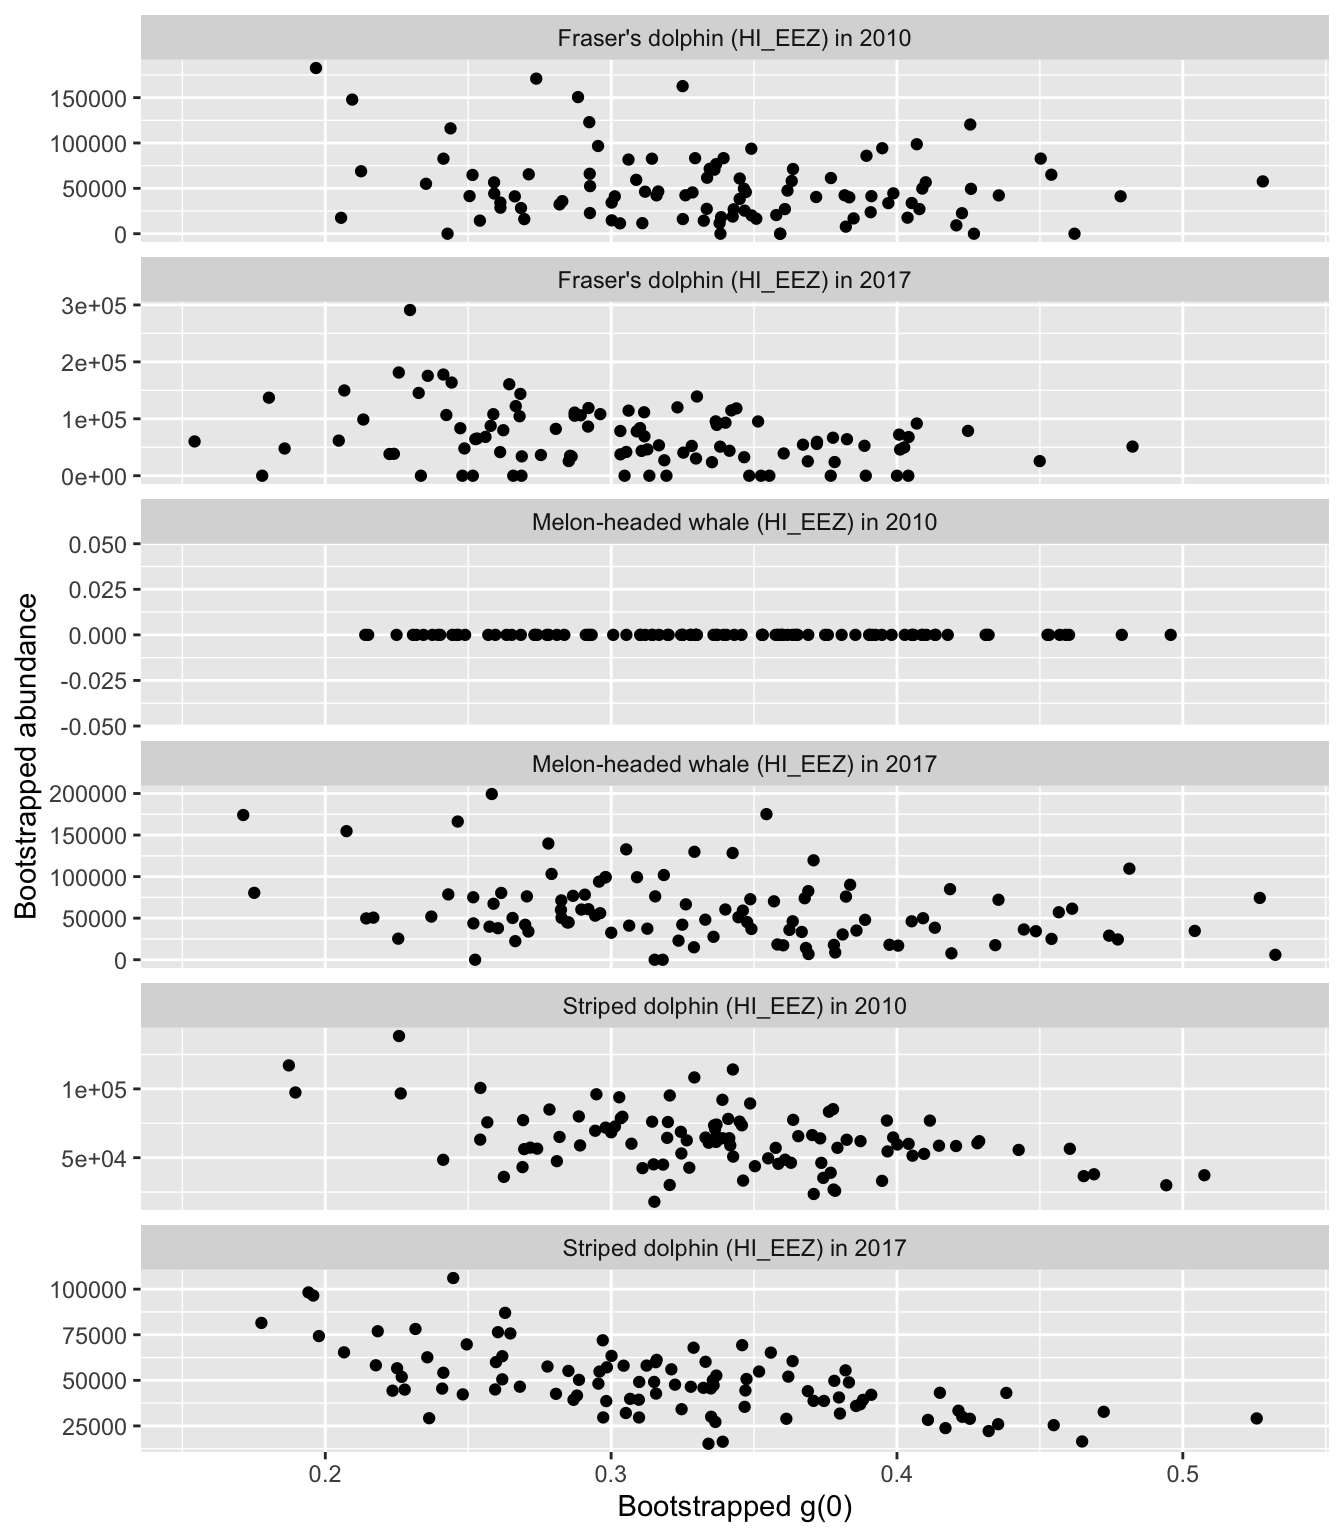 Fraser's dolphin (HI_EEZ) in 2010
150000
100000
50000
0
Fraser's dolphin (HI_EEZ) in 2017
3e+05
2e+05
1e+05
0e+00
Melon-headed whale (HI_EEZ) in 2010
0.050
0.025
0.000
-0.025
-0.050
Bootstrapped abundance
Melon-headed whale (HI_EEZ) in 2017
200000
150000
100000
50000
0
Striped dolphin (HI_EEZ) in 2010
1e+05
5e+04
Striped dolphin (HI_EEZ) in 2017
100000
75000
50000
25000
0.2 0.3 0.4 0.5
Bootstrapped g(0)